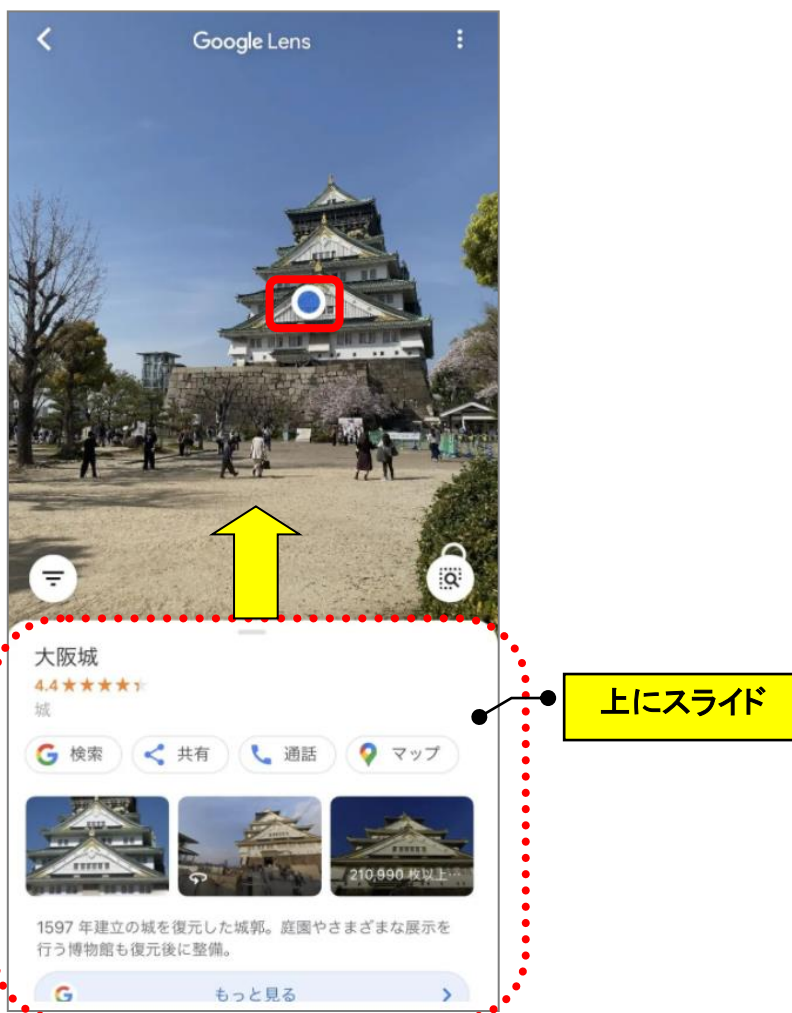 Google Lens
大阪城
4.4
城
検索 共有 通話 マップ
210,990 枚以上…
1597 年建立の城を復元した城郭。庭園やさまざまな展示を
行う博物館も復元後に整備。
もっと見る
上にスライド